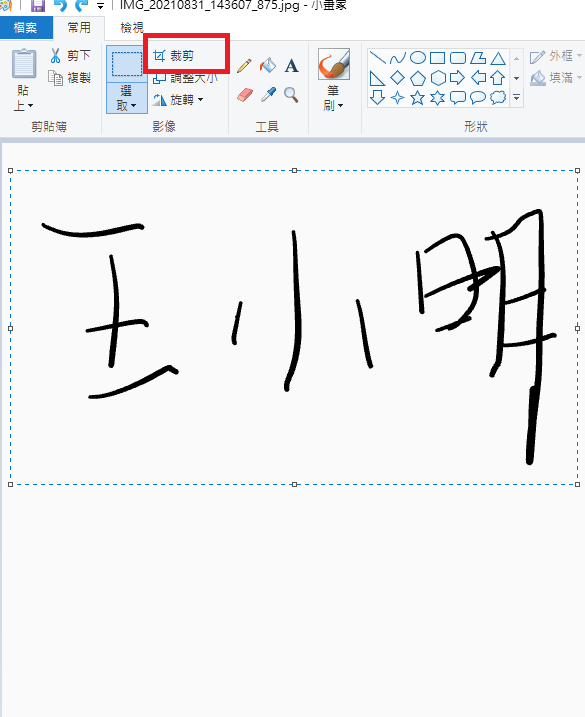 IMG_20210831_143607_875.jpg - 小畫家
檔案 常用 檢視
貼上 剪下 複製 選取 裁剪 調整大小 旋轉 A 筆刷 外框 填滿
剪貼簿 影像 工具 形狀
王小明